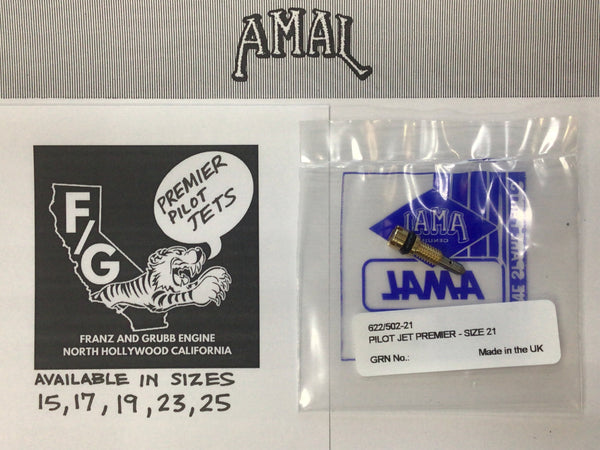 AMAL
PREMIER
PILOT
JETS
F/G
FRANZ AND GRUBB ENGINE
NORTH HOLLYWOOD CALIFORNIA
AVAILABLE IN SIZES
15, 17, 19, 23, 25
AMAL
AMAL
622/502-21
PILOT JET PREMIER - SIZE 21
GRN No.:
Made in the UK